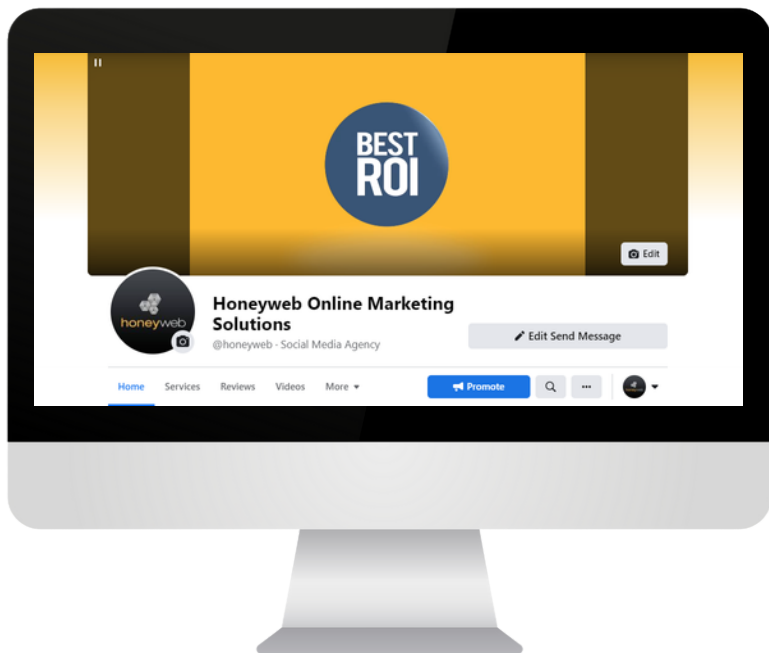 BEST
ROI
Edit
honeyweb
Honeyweb Online Marketing
Solutions
@honeyweb · Social Media Agency
Edit Send Message
Home Services Reviews Videos More
Promote